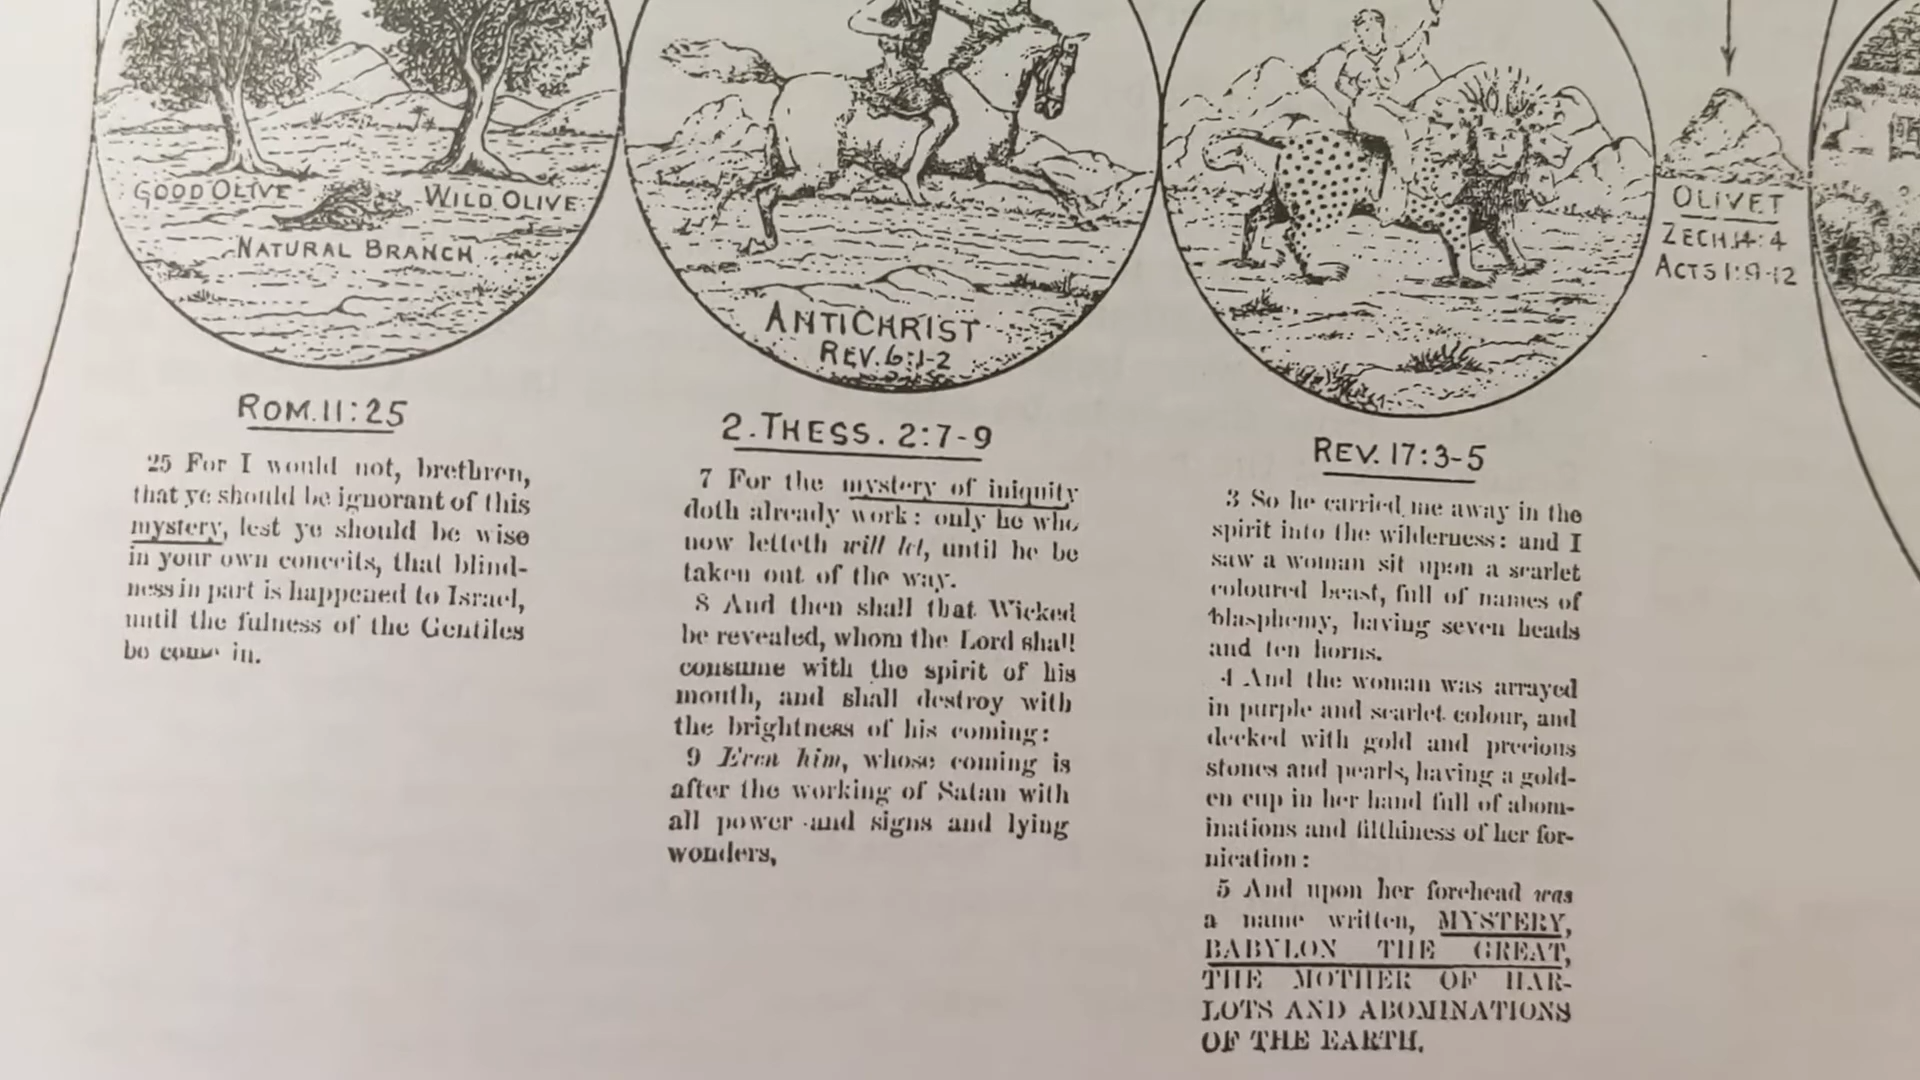 GOOD OLIVE
WILD OLIVE
NATURAL BRANCH
ROM. 11:25
25 For I would not, brethren,
that ye should be ignorant of this
mystery, lest ye should be wise
in your own conceits, that blind-
ness in part is happened to Israel,
until the fulness of the Gentiles
be come in.
ANTICHRIST
REV. 6:1-2
2. THESS. 2:7-9
7 For the mystery of iniquity
doth already work: only he who
now letteth will let, until he be
taken out of the way.
8 And then shall that Wicked
be revealed, whom the Lord shall
consume with the spirit of his
mouth, and shall destroy with
the brightness of his coming:
9 Even him, whose coming is
after the working of Satan with
all power and signs and lying
wonders,
REV. 17:3-5
3 So he carried me away in the
spirit into the wilderness: and I
saw a woman sit upon a scarlet
coloured beast, full of names of
blasphemy, having seven heads
and ten horns.
4 And the woman was arrayed
in purple and scarlet colour, and
decked with gold and precious
stones and pearls, having a gold-
en cup in her hand full of abom-
inations and filthiness of her for-
nication:
5 And upon her forehead was
a name written, MYSTERY,
BABYLON THE GREAT,
THE MOTHER OF HAR-
LOTS AND ABOMINATIONS
OF THE EARTH.
OLIVET
ZECH. 14:4
ACTS 1:9-12